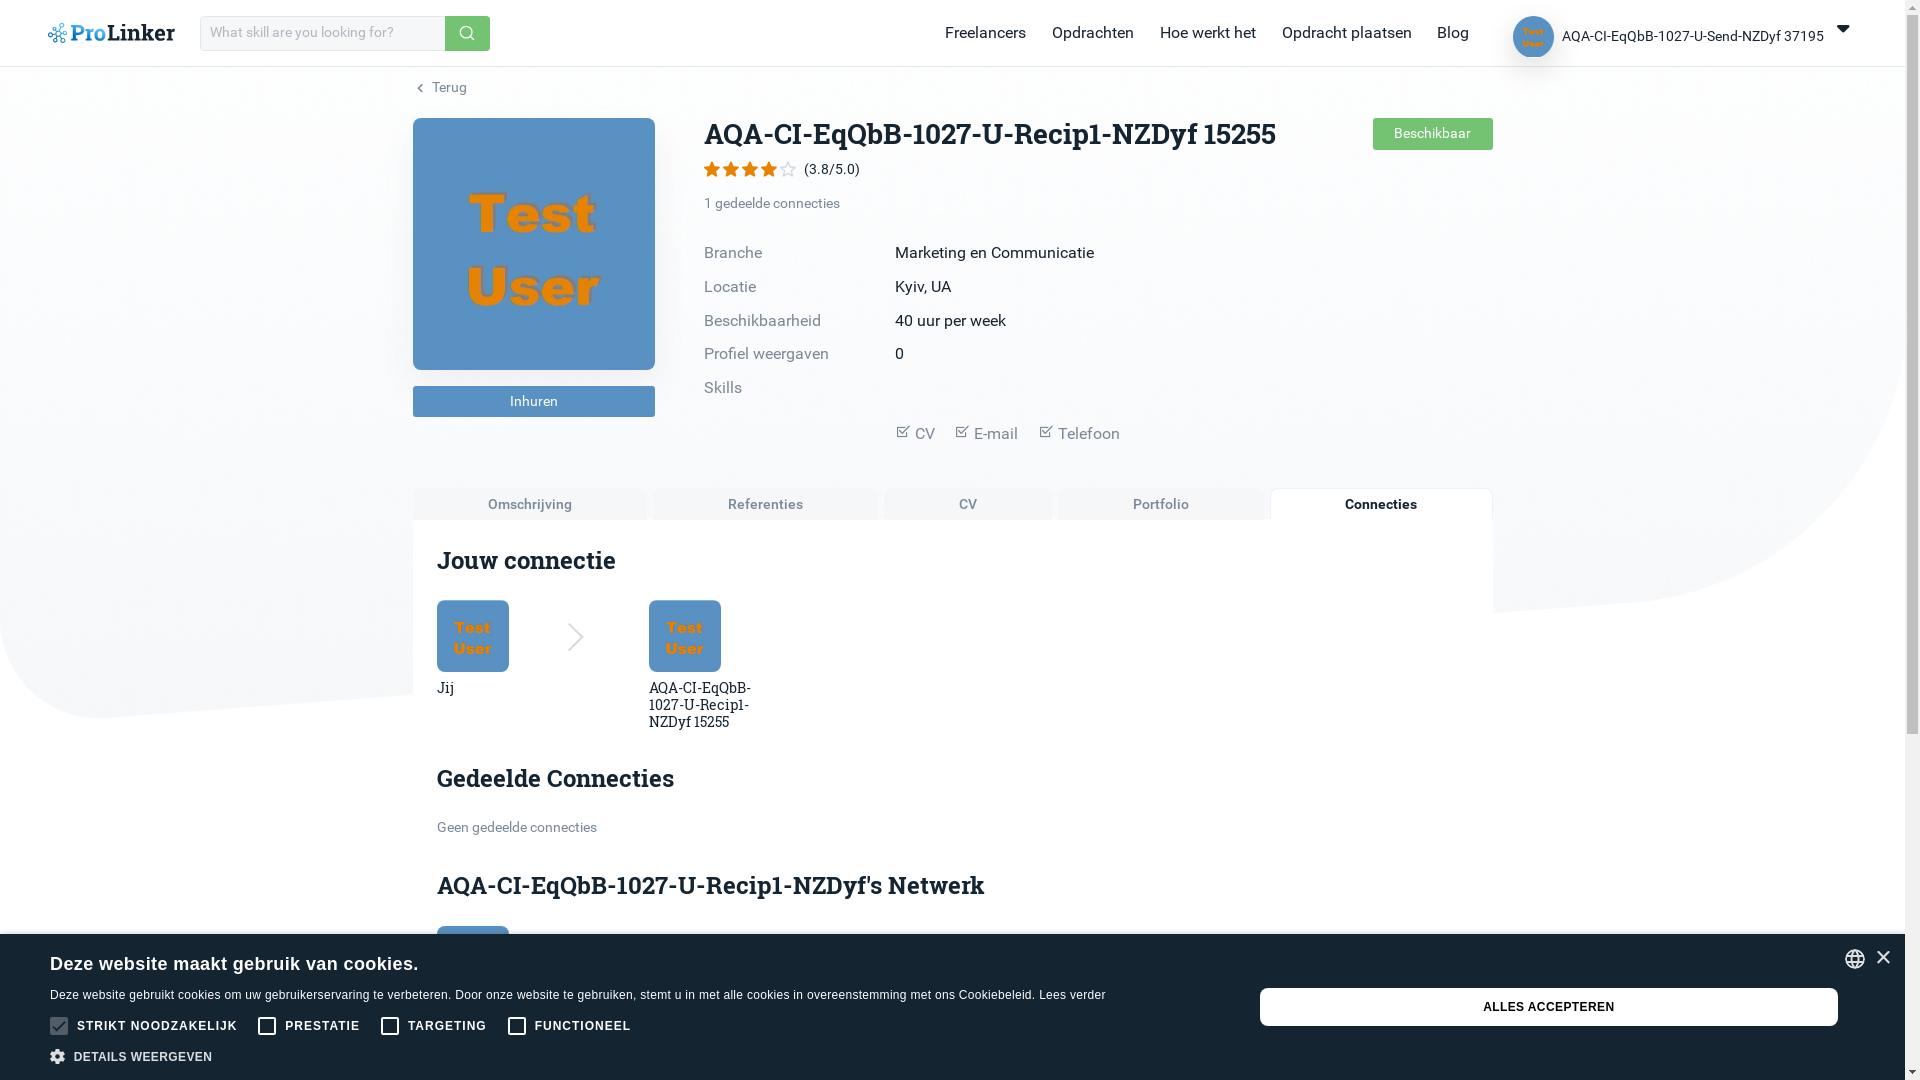 ProLinker
What skill are you looking for?
Freelancers
Opdrachten
Hoe werkt het
Opdracht plaatsen
Blog
Test
User
AQA-CI-EqQbB-1027-U-Send-NZDyf 37195
Terug
Test
User
AQA-CI-EqQbB-1027-U-Recip1-NZDyf 15255
Beschikbaar
(3.8/5.0)
1 gedeelde connecties
Branche Marketing en Communicatie
Locatie Kyiv, UA
Beschikbaarheid 40 uur per week
Profiel weergaven 0
Skills
Inhuren
CV E-mail Telefoon
Omschrijving
Referenties
CV
Portfolio
Connecties
Jouw connectie
Test
User
Jij
Test
User
AQA-CI-EqQbB-
1027-U-Recip1-
NZDyf 15255
Gedeelde Connecties
Geen gedeelde connecties
AQA-CI-EqQbB-1027-U-Recip1-NZDyf's Netwerk
Deze website maakt gebruik van cookies.
Deze website gebruikt cookies om uw gebruikerservaring te verbeteren. Door onze website te gebruiken, stemt u in met alle cookies in overeenstemming met ons Cookiebeleid. Lees verder
STRIKT NOODZAKELIJK
PRESTATIE
TARGETING
FUNCTIONEEL
DETAILS WEERGEVEN
ALLES ACCEPTEREN